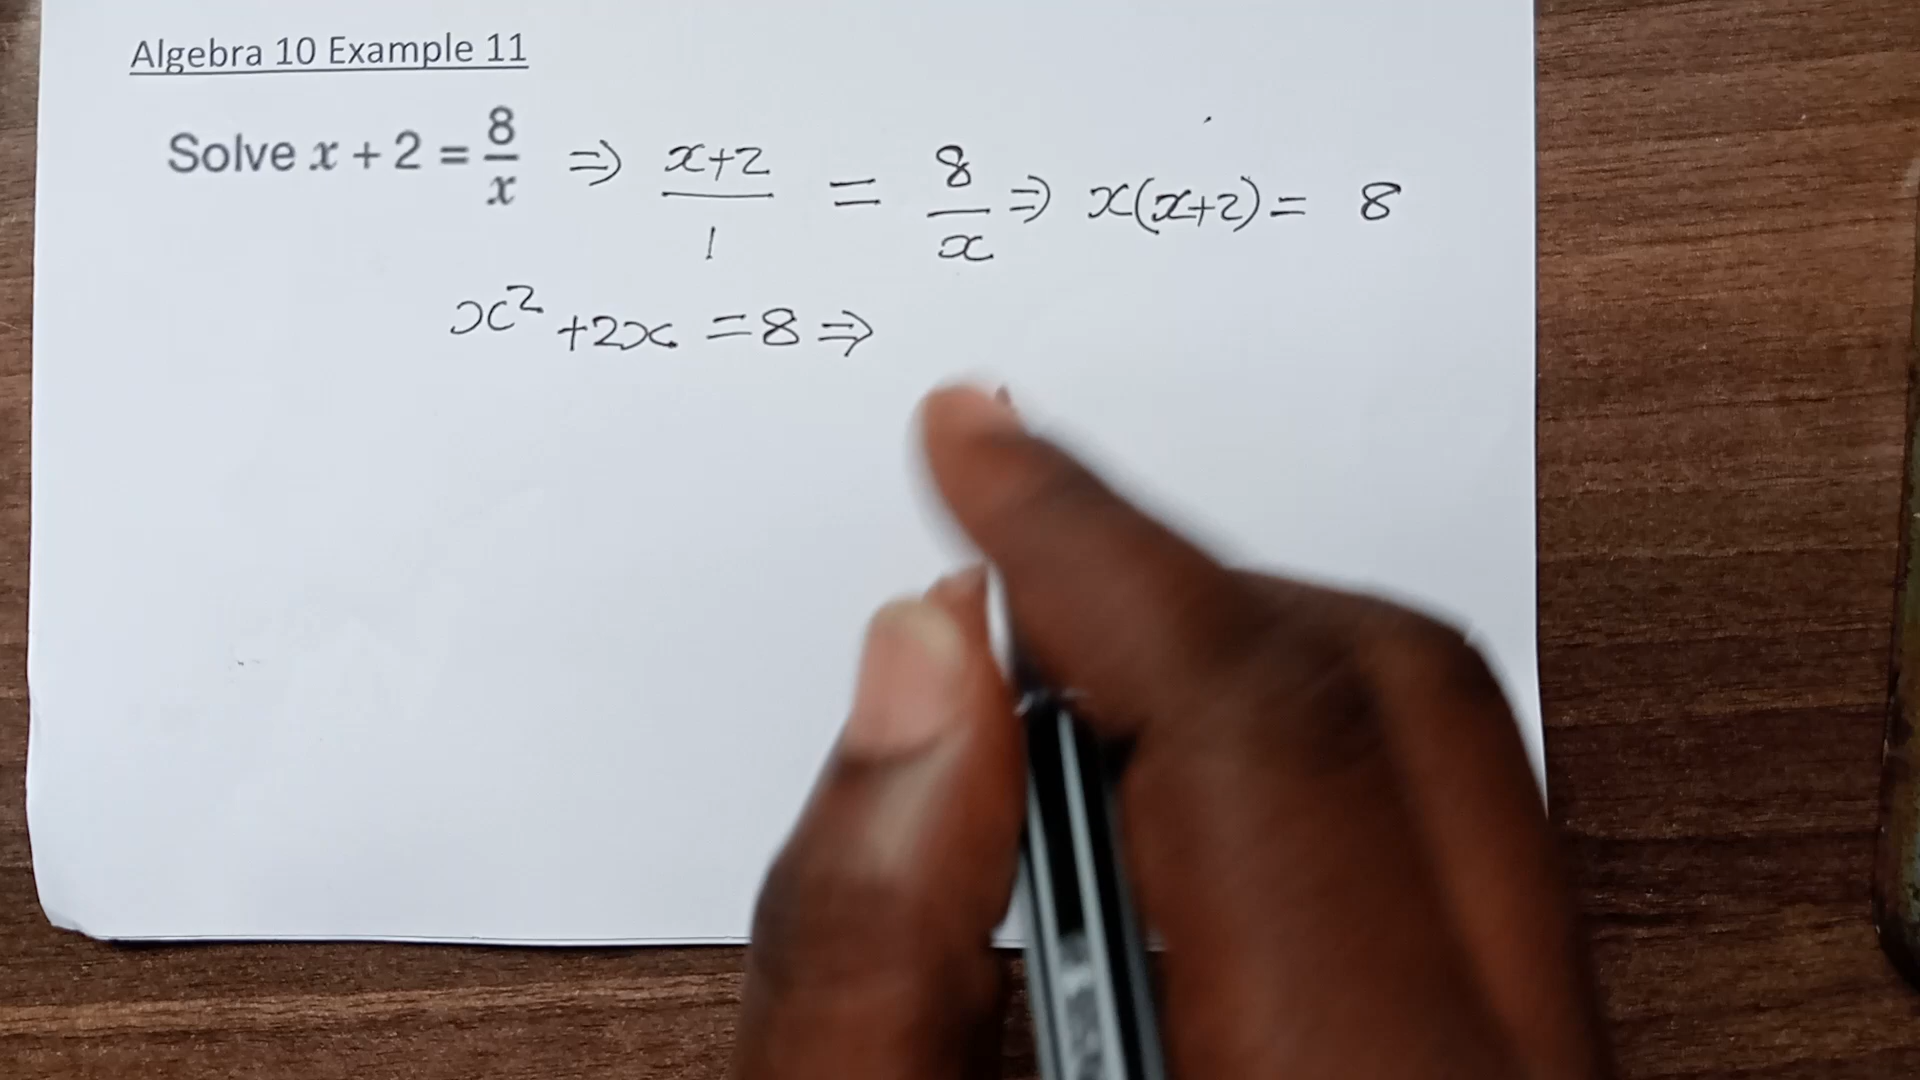 Algebra 10 Example 11
Solve x + 2 = 8/x ⇒ x+2/1 = 8/x ⇒ x(x+2) = 8
x² +2x = 8 ⇒